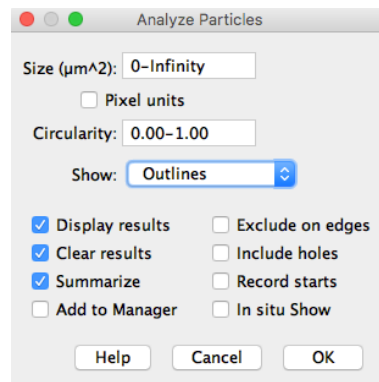 Analyze Particles
Size (µm^2): 0-Infinity
Pixel units
Circularity: 0.00-1.00
Show: Outlines
Display results Exclude on edges
Clear results Include holes
Summarize Record starts
Add to Manager In situ Show
Help Cancel OK